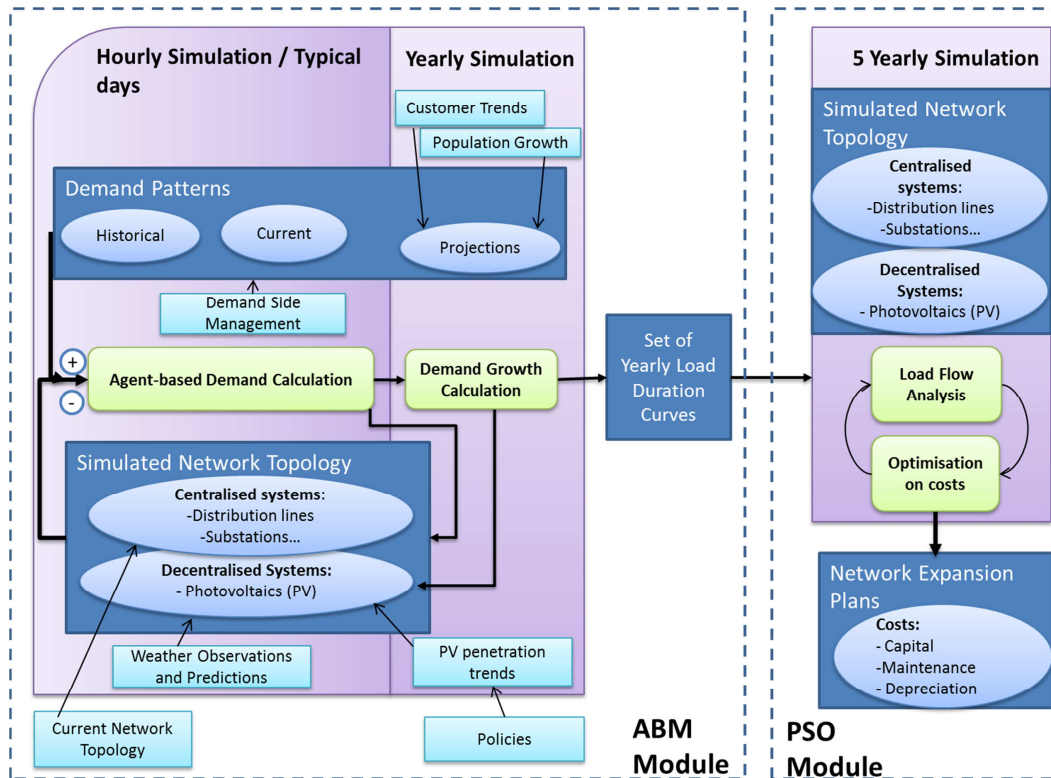 Hourly Simulation / Typical
days
Yearly Simulation
Customer Trends
Population Growth
Demand Patterns
Historical
Current
Projections
Demand Side
Management
+
-
Agent-based Demand Calculation
Demand Growth
Calculation
Set of
Yearly Load
Duration
Curves
Simulated Network Topology
Centralised systems:
-Distribution lines
-Substations...
Decentralised Systems:
- Photovoltaics (PV)
Weather Observations
and Predictions
PV penetration
trends
Current Network
Topology
Policies
ABM
Module
5 Yearly Simulation
Simulated Network
Topology
Centralised
systems:
-Distribution lines
-Substations...
Decentralised
Systems:
- Photovoltaics (PV)
Load Flow
Analysis
Optimisation
on costs
Network Expansion
Plans
Costs:
- Capital
-Maintenance
- Depreciation
PSO
Module